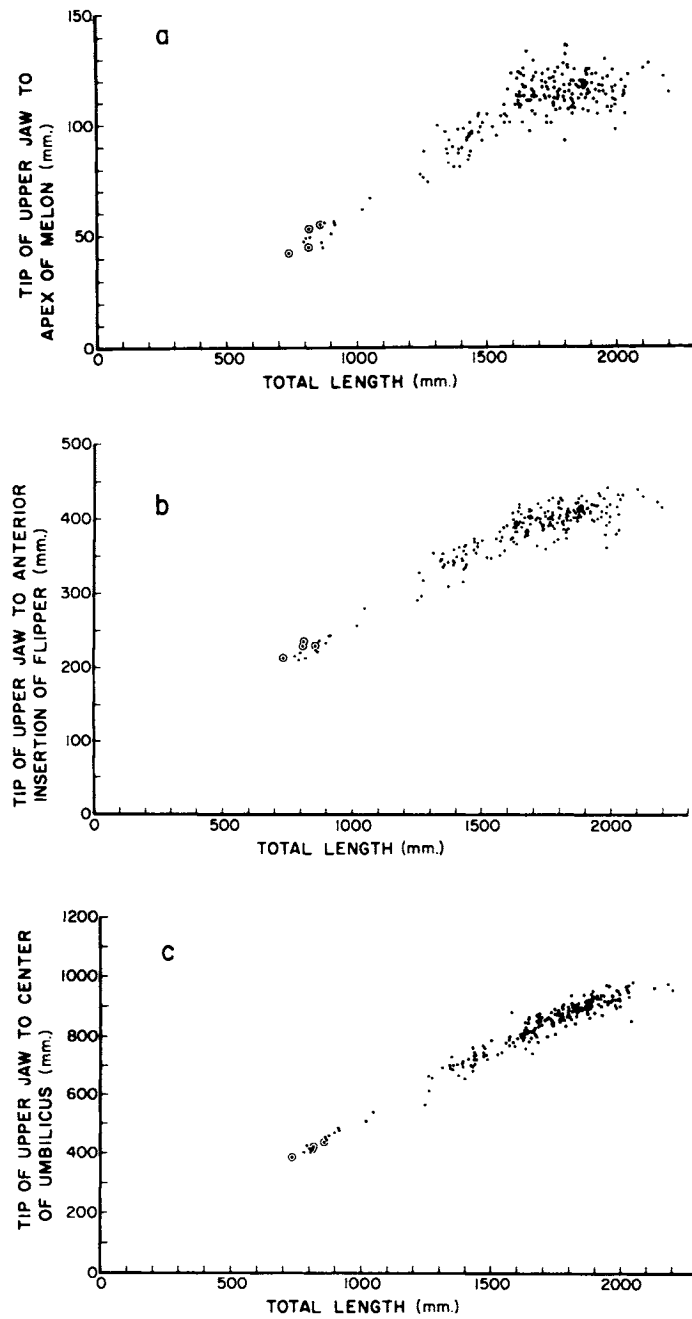 a
TIP OF UPPER JAW TO
APEX OF MELON (mm.)
150
100
50
0
0 500 1000 1500 2000
TOTAL LENGTH (mm.)
b
TIP OF UPPER JAW TO ANTERIOR
INSERTION OF FLIPPER (mm.)
500
400
300
200
100
0
0 500 1000 1500 2000
TOTAL LENGTH (mm.)
c
TIP OF UPPER JAW TO CENTER
OF UMBILICUS (mm.)
1200
1000
800
600
400
200
0
0 500 1000 1500 2000
TOTAL LENGTH (mm.)